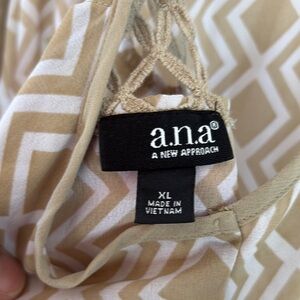 a.n.a®
A NEW APPROACH
XL
MADE IN
VIETNAM